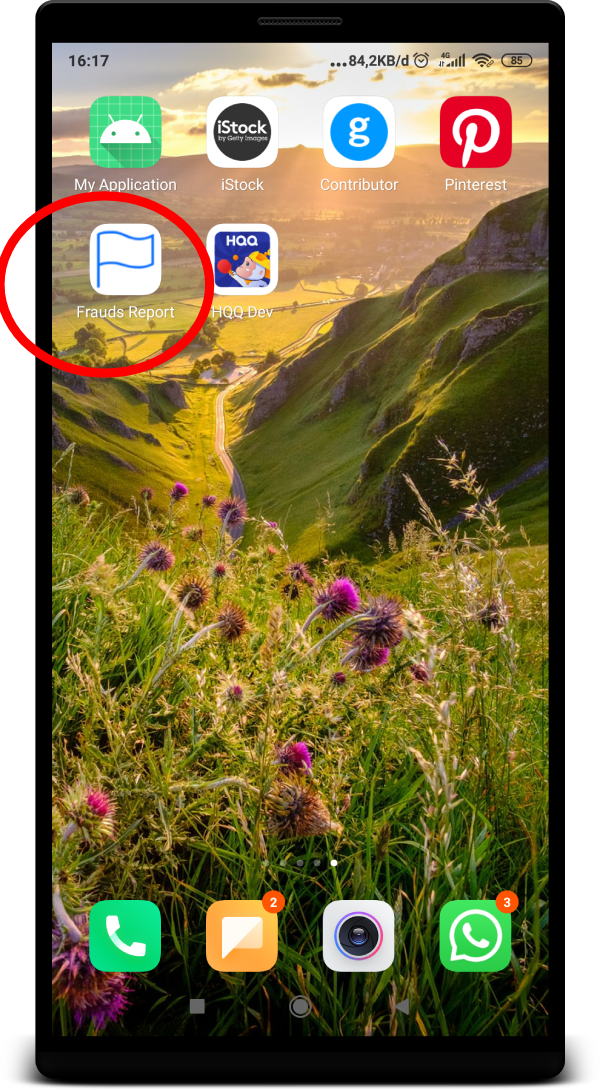 16:17
...84,2KB/d 4G 85
iStock
by Getty Images
g
My Application iStock Contributor Pinterest
HQQ
Frauds Report HQQ Dev
2 3